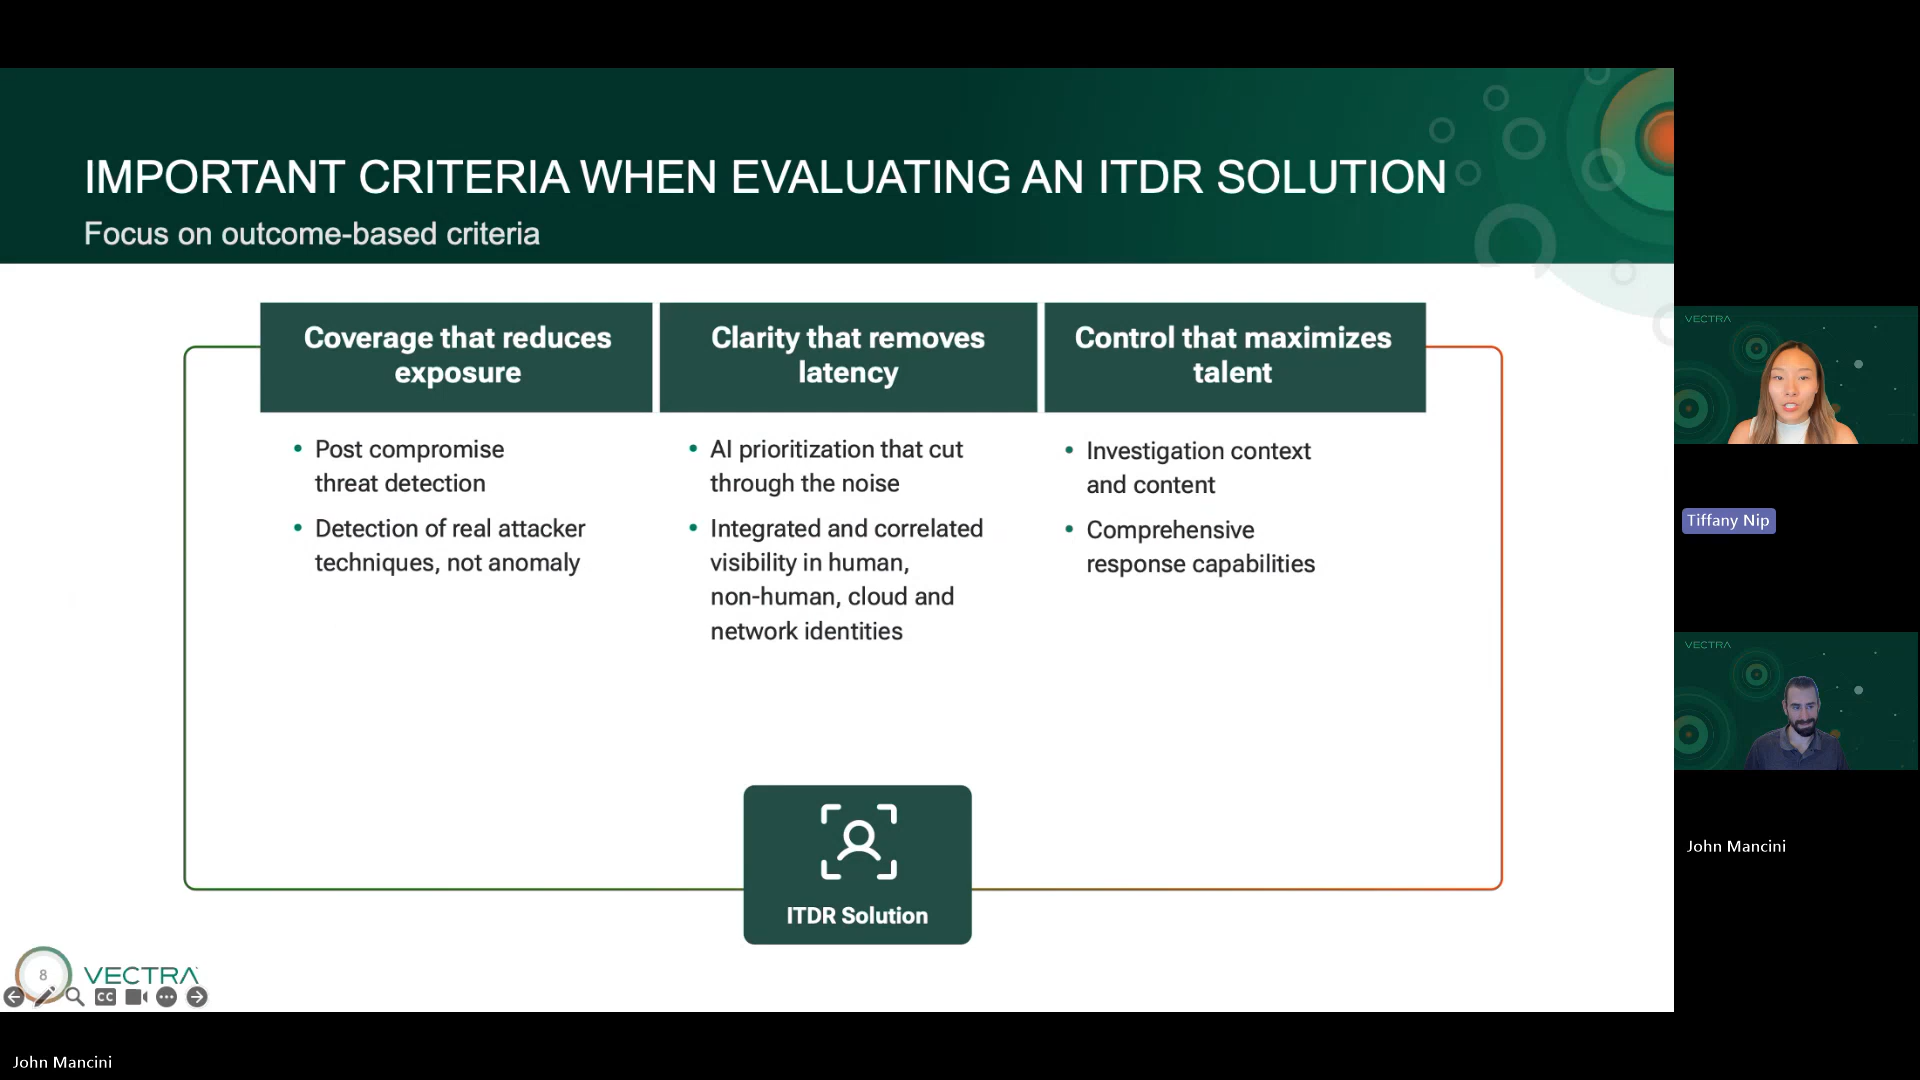 IMPORTANT CRITERIA WHEN EVALUATING AN ITDR SOLUTION
Focus on outcome-based criteria
Coverage that reduces
exposure
• Post compromise
threat detection
• Detection of real attacker
techniques, not anomaly
Clarity that removes
latency
• AI prioritization that cut
through the noise
• Integrated and correlated
visibility in human,
non-human, cloud and
network identities
Control that maximizes
talent
• Investigation context
and content
• Comprehensive
response capabilities
ITDR Solution
8
VECTRA
CC
VECTRA
Tiffany Nip
VECTRA
John Mancini
John Mancini